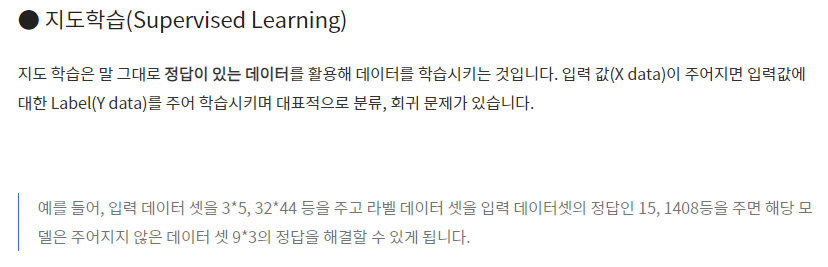 ● 지도학습(Supervised Learning)
지도 학습은 말 그대로 정답이 있는 데이터를 활용해 데이터를 학습시키는 것입니다. 입력 값(X data)이 주어지면 입력값에
대한 Label(Y data)를 주어 학습시키며 대표적으로 분류, 회귀 문제가 있습니다.
예를 들어, 입력 데이터 셋을 3*5, 32*44 등을 주고 라벨 데이터 셋을 입력 데이터셋의 정답인 15, 1408등을 주면 해당 모
델은 주어지지 않은 데이터 셋 9*3의 정답을 해결할 수 있게 됩니다.